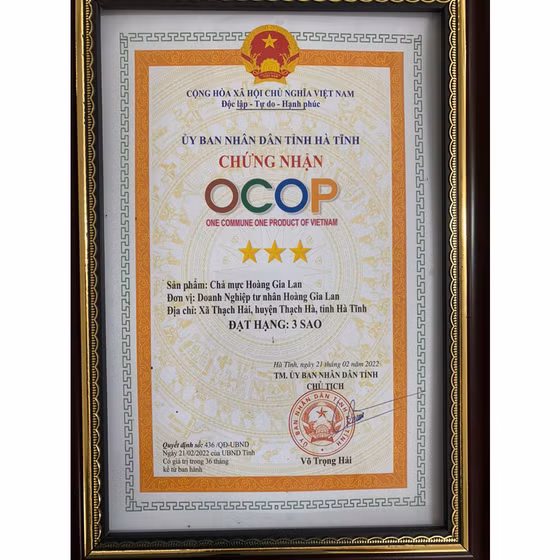 CỘNG HÒA XÃ HỘI CHỦ NGHĨA VIỆT NAM
Độc lập - Tự do - Hạnh phúc
ỦY BAN NHÂN DÂN TỈNH HÀ TĨNH
CHỨNG NHẬN
OCOP
ONE COMMUNE ONE PRODUCT OF VIETNAM
Sản phẩm: Chả mực Hoàng Gia Lan
Đơn vị: Doanh Nghiệp tư nhân Hoàng Gia Lan
Địa chỉ: Xã Thạch Hải, huyện Thạch Hà, tỉnh Hà Tĩnh
ĐẠT HẠNG: 3 SAO
Hà Tĩnh, ngày 21 tháng 02 năm 2022
TM. ỦY BAN NHÂN DÂN TỈNH
CHỦ TỊCH
ỦY BAN NHÂN DÂN TỈNH
Quyết định số: 436 /QĐ-UBND
Ngày 21/02/2022 của UBND Tỉnh
Có giá trị trong 36 tháng
kể từ ban hành
Võ Trọng Hải